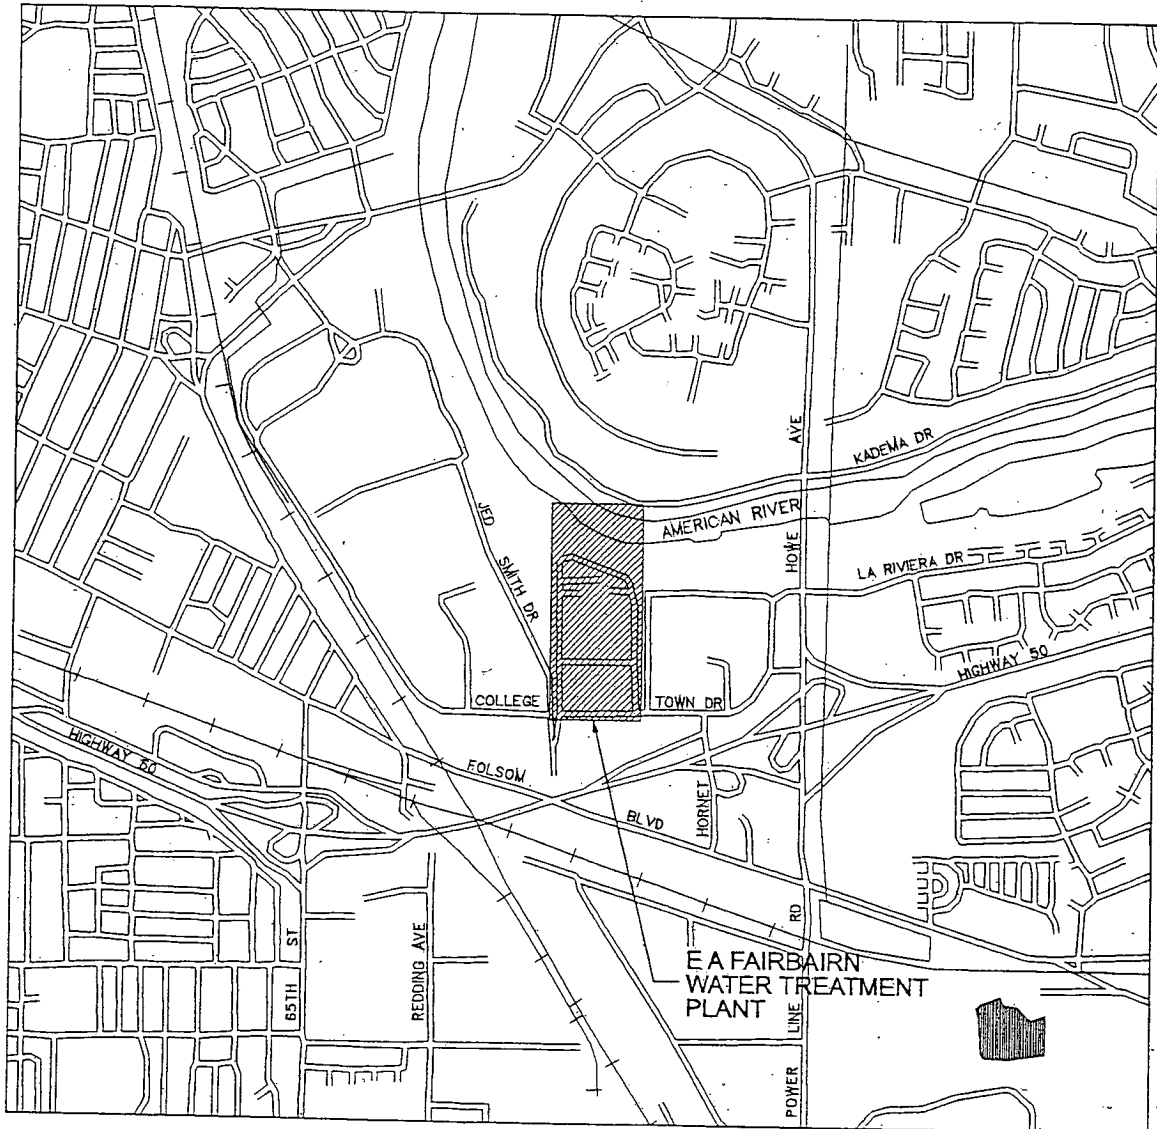 KADEMA DR
AVE
HOWE
AMERICAN RIVER
LA RIVIERA DR
JED
SMITH DR
HIGHWAY 50
COLLEGE
TOWN DR
HIGHWAY 50
FOLSOM
BLVD
HORNET
65TH
ST
REDDING AVE
E A FAIRBAIRN
WATER TREATMENT
PLANT
POWER
LINE
RD